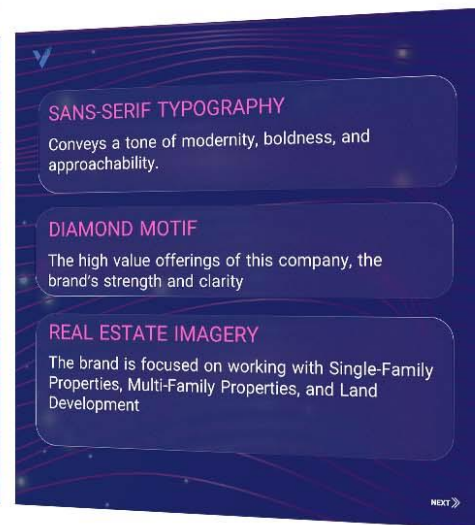 SANS-SERIF TYPOGRAPHY
Conveys a tone of modernity, boldness, and
approachability.
DIAMOND MOTIF
The high value offerings of this company, the
brand's strength and clarity
REAL ESTATE IMAGERY
The brand is focused on working with Single-Family
Properties, Multi-Family Properties, and Land
Development
NEXT